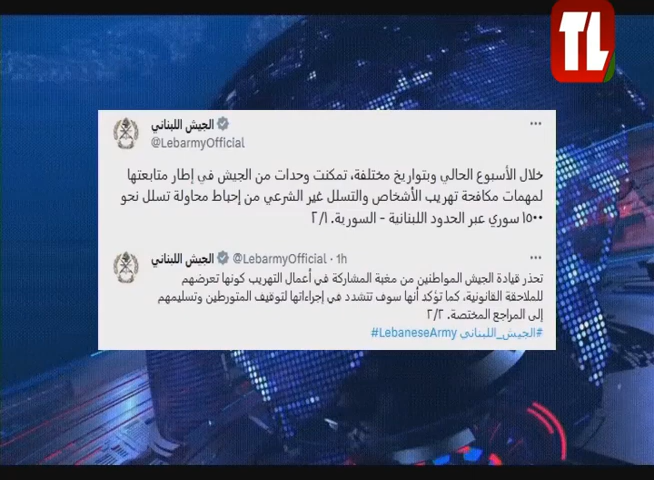 TL
الجيش اللبناني
@LebarmyOfficial
خلال الأسبوع الحالي وبتواريخ مختلفة، تمكنت وحدات من الجيش في إطار متابعتها
لمهمات مكافحة تهريب الأشخاص والتسلل غير الشرعي من إحباط محاولة تسلل نحو
١٥٠٠ سوري عبر الحدود اللبنانية - السورية. ٢/١
الجيش اللبناني @LebarmyOfficial · 1h
تحذر قيادة الجيش المواطنين من مغبة المشاركة في أعمال التهريب كونها تعرضهم
للملاحقة القانونية، كما تؤكد أنها سوف تتشدد في إجراءاتها لتوقيف المتورطين وتسليمهم
إلى المراجع المختصة. ٢/٢
#الجيش_اللبناني #LebaneseArmy